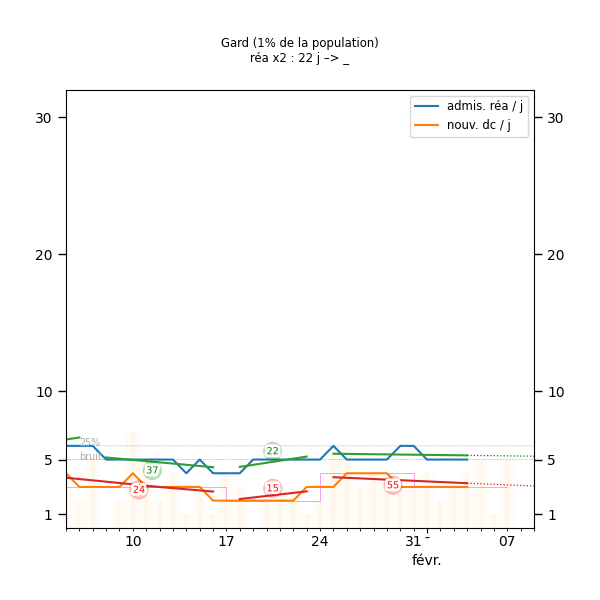 Gard (1% de la population)
réa x2 : 22 j –> _
admis. réa / j
nouv. dc / j
30 30
20 20
10 10
25%
bruit
22
5 5
37
15
24
55
1 1
10 17 24 31 07
févr.